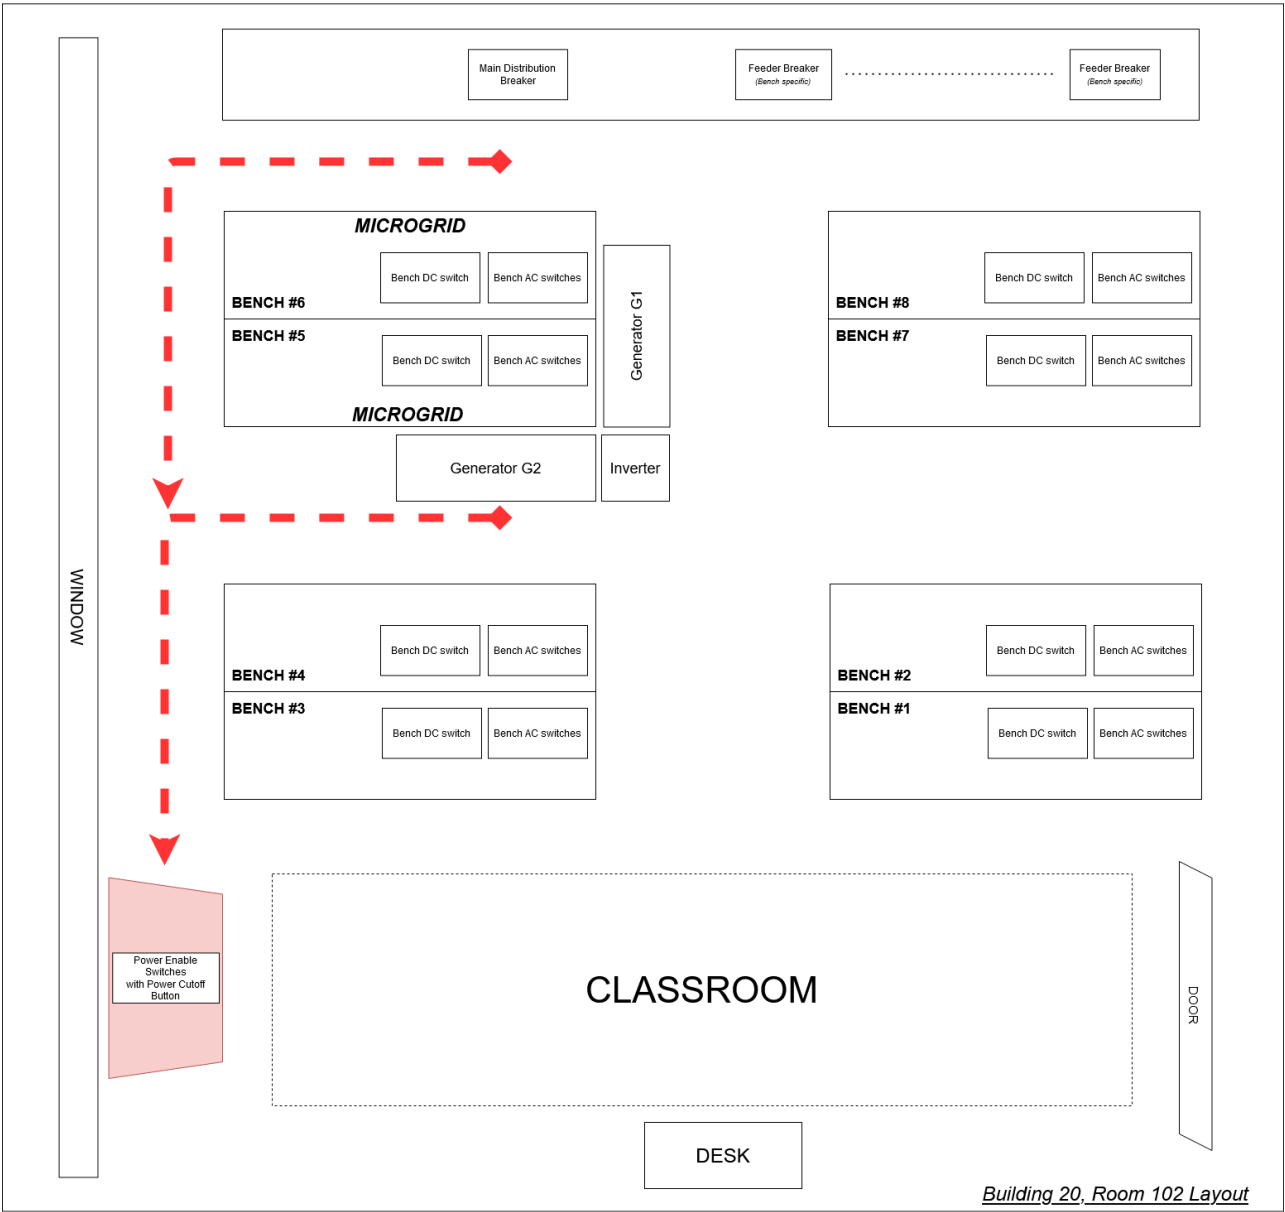 Main Distribution
Breaker
Feeder Breaker
(Bench specific)
Feeder Breaker
(Bench specific)
MICROGRID
Bench DC switch
Bench AC switches
BENCH #6
BENCH #5
Bench DC switch
Bench AC switches
MICROGRID
Generator G1
Generator G2
Inverter
Bench DC switch
Bench AC switches
BENCH #8
BENCH #7
Bench DC switch
Bench AC switches
WINDOW
Bench DC switch
Bench AC switches
BENCH #4
BENCH #3
Bench DC switch
Bench AC switches
Bench DC switch
Bench AC switches
BENCH #2
BENCH #1
Bench DC switch
Bench AC switches
Power Enable
Switches
with Power Cutoff
Button
CLASSROOM
DOOR
DESK
Building 20, Room 102 Layout